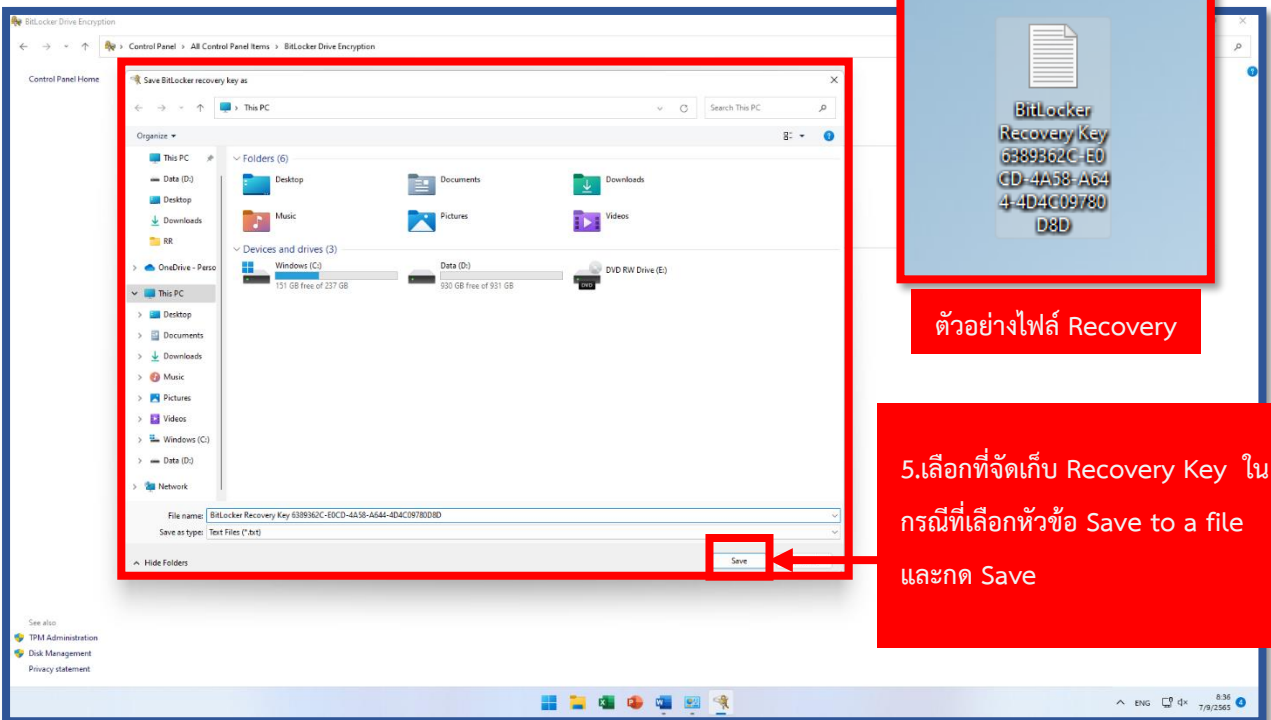 BitLocker Drive Encryption
Control Panel > All Control Panel Items > BitLocker Drive Encryption
Control Panel Home
Save BitLocker recovery key as
This PC
Search This PC
Organize
This PC
Data (D:)
Desktop
Downloads
RR
OneDrive - Perso
This PC
Desktop
Documents
Downloads
Music
Pictures
Videos
Windows (C:)
Data (D:)
Network
Folders (6)
Desktop
Documents
Downloads
Music
Pictures
Videos
Devices and drives (3)
Windows (C:)
151 GB free of 237 GB
Data (D:)
930 GB free of 931 GB
DVD RW Drive (E:)
DVD
File name: BitLocker Recovery Key 6389362C-E0CD-4A58-A644-4D4C09780D8D
Save as type: Text Files (*.txt)
Hide Folders
Save
BitLocker
Recovery Key
6389362C-E0
CD-4A58-A64
4-4D4C09780
D8D
ตัวอย่างไฟล์ Recovery
5.เลือกที่จัดเก็บ Recovery Key ใน
กรณีที่เลือกหัวข้อ Save to a file
และกด Save
See also
TPM Administration
Disk Management
Privacy statement
ENG
8:36
7/9/2565
4